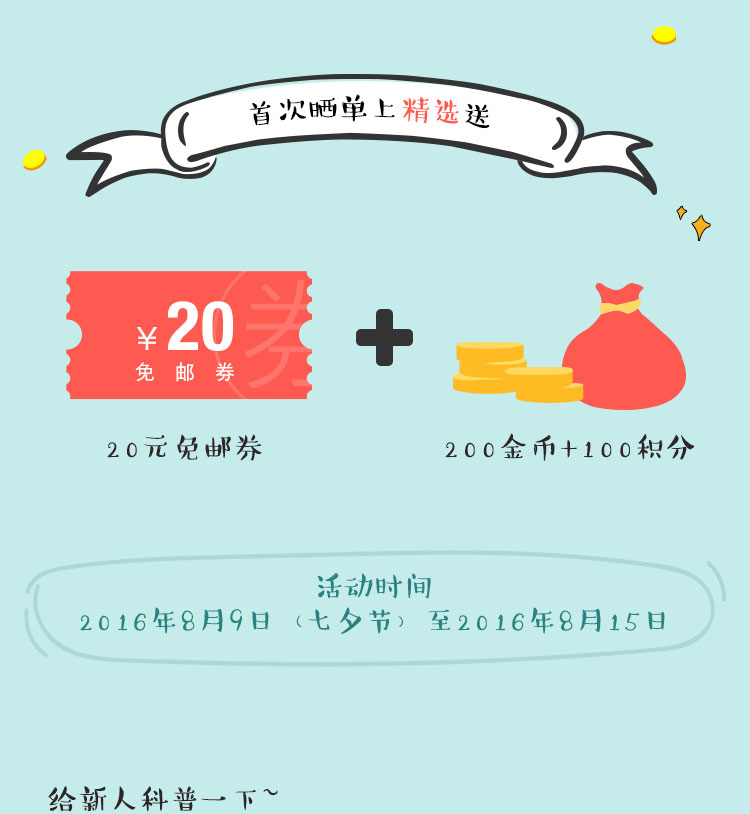 首次晒单上精选送
券
¥20
免邮券
20元免邮券
200金币+100积分
活动时间
2016年8月9日（七夕节）至2016年8月15日
给新人科普一下~